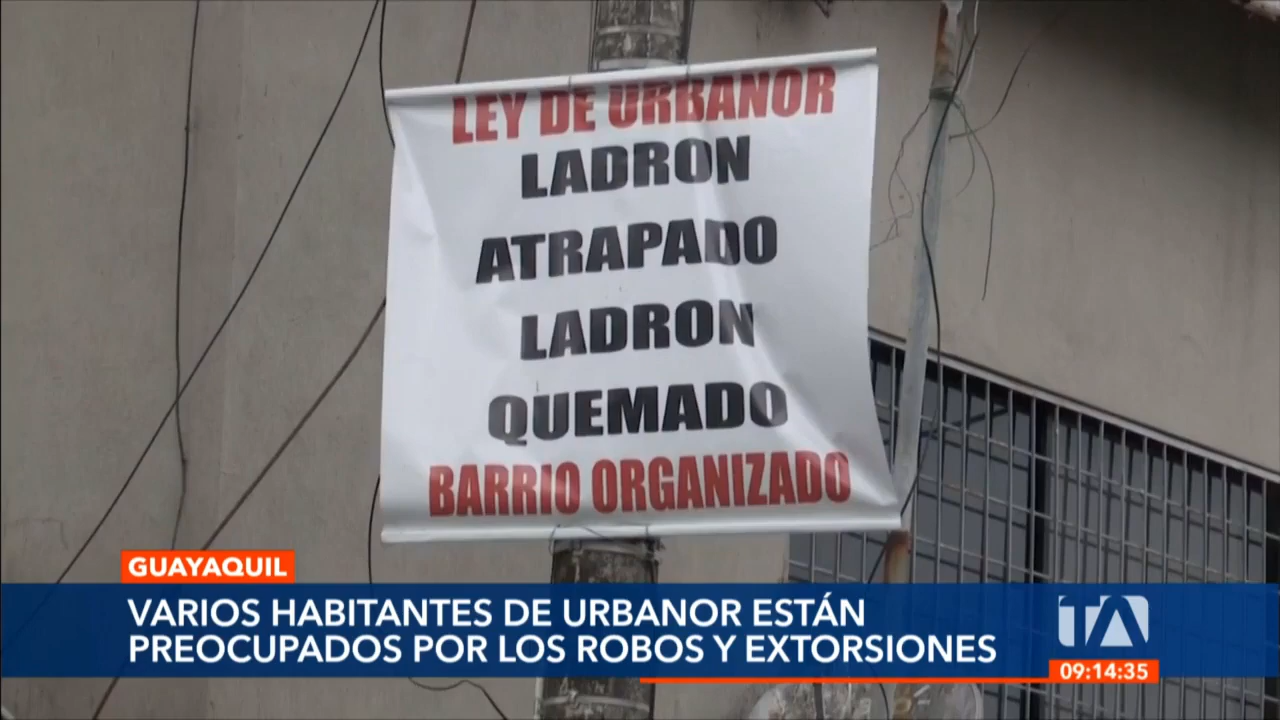 LEY DE URBANOR
LADRON
ATRAPADO
LADRON
QUEMADO
BARRIO ORGANIZADO
GUAYAQUIL
VARIOS HABITANTES DE URBANOR ESTÁN
PREOCUPADOS POR LOS ROBOS Y EXTORSIONES
TA
09:14:35